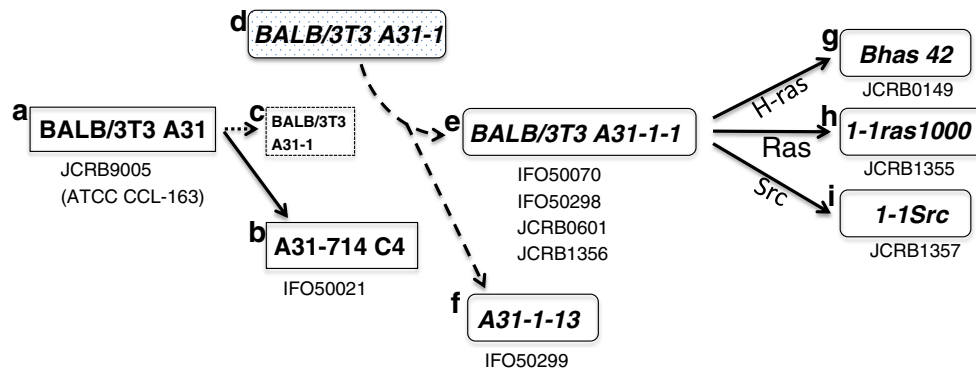 d
BALB/3T3 A31-1
a
BALB/3T3 A31
JCRB9005
(ATCC CCL-163)
c
BALB/3T3
A31-1
b
A31-714 C4
IFO50021
e
BALB/3T3 A31-1-1
IFO50070
IFO50298
JCRB0601
JCRB1356
f
A31-1-13
IFO50299
H-ras
Ras
Src
g
Bhas 42
JCRB0149
h
1-1ras1000
JCRB1355
i
1-1Src
JCRB1357